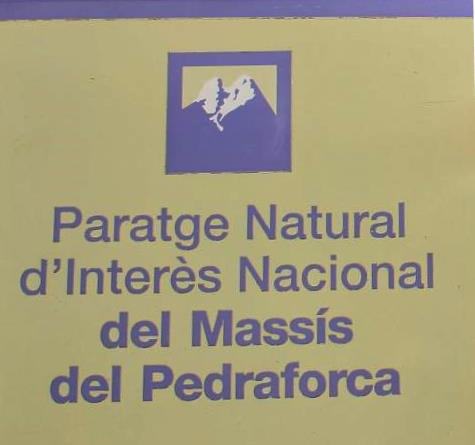 Paratge Natural
d'Interès Nacional
del Massís
del Pedraforca